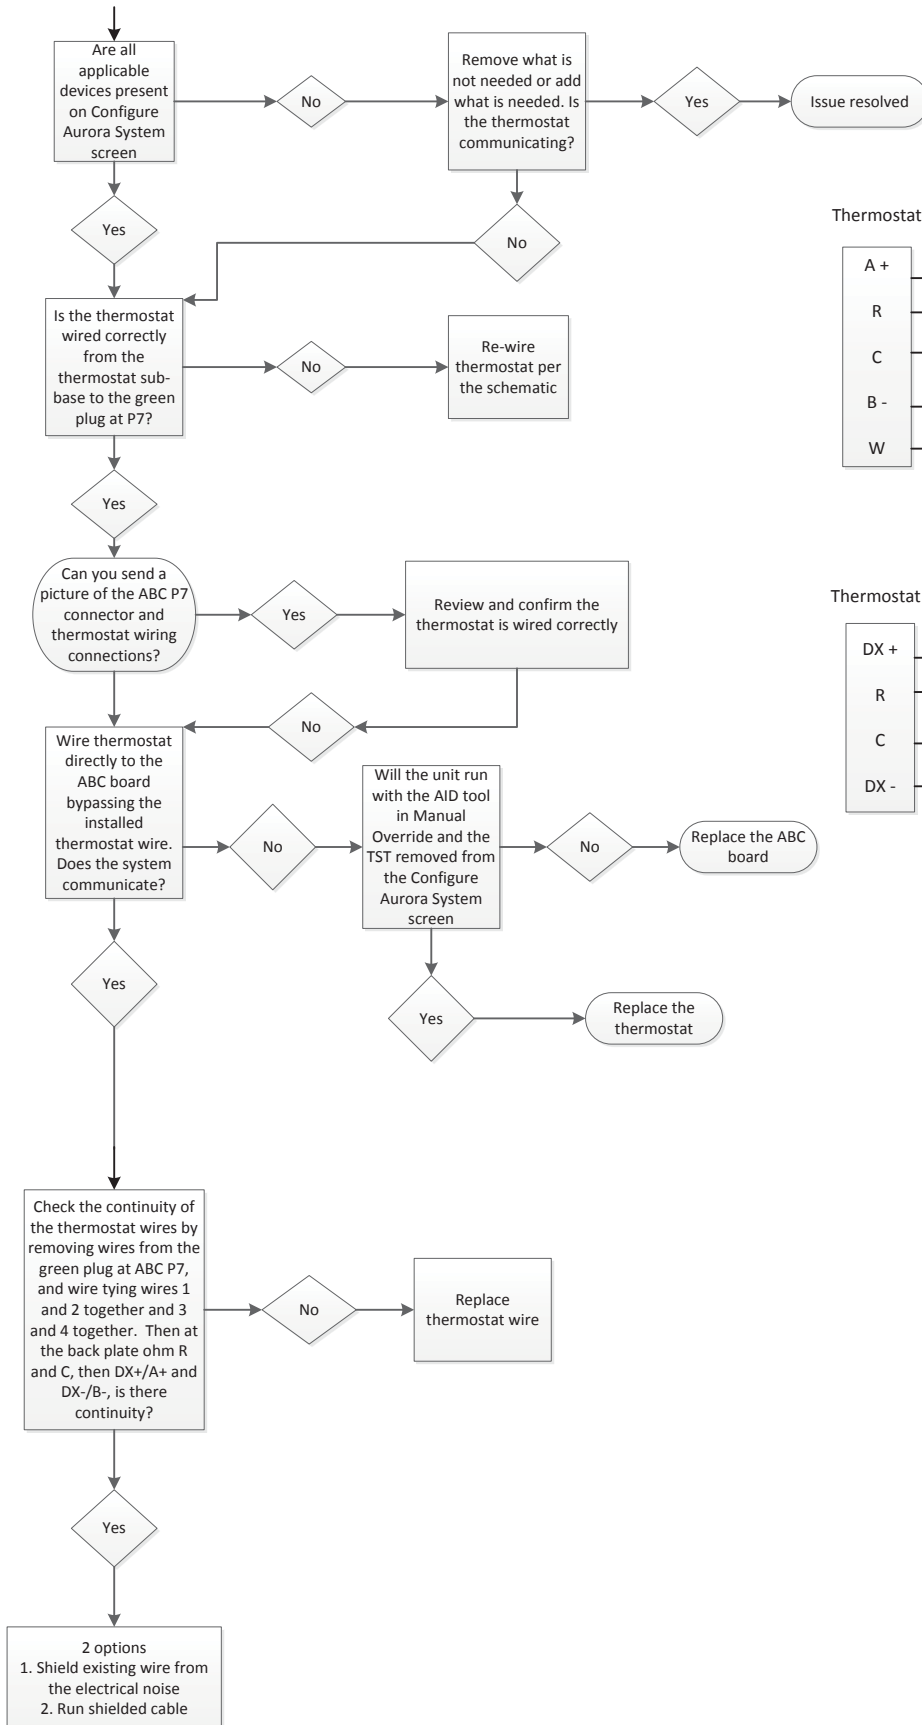 Are all
applicable
devices present
on Configure
Aurora System
screen
No
Remove what is
not needed or add
what is needed. Is
the thermostat
communicating?
Yes
Issue resolved
Yes
No
Is the thermostat
wired correctly
from the
thermostat sub-
base to the green
plug at P7?
No
Re-wire
thermostat per
the schematic
Yes
Can you send a
picture of the ABC P7
connector and
thermostat wiring
connections?
Yes
Review and confirm the
thermostat is wired correctly
No
Wire thermostat
directly to the
ABC board
bypassing the
installed
thermostat wire.
Does the system
communicate?
No
Will the unit run
with the AID tool
in Manual
Override and the
TST removed from
the Configure
Aurora System
screen
No
Replace the ABC
board
Yes
Yes
Replace the
thermostat
Check the continuity of
the thermostat wires by
removing wires from the
green plug at ABC P7,
and wire tying wires 1
and 2 together and 3
and 4 together. Then at
the back plate ohm R
and C, then DX+/A+ and
DX-/B-, is there
continuity?
No
Replace
thermostat wire
Yes
2 options
1. Shield existing wire from
the electrical noise
2. Run shielded cable
Thermostat
A +
R
C
B -
W
Thermostat
DX +
R
C
DX -